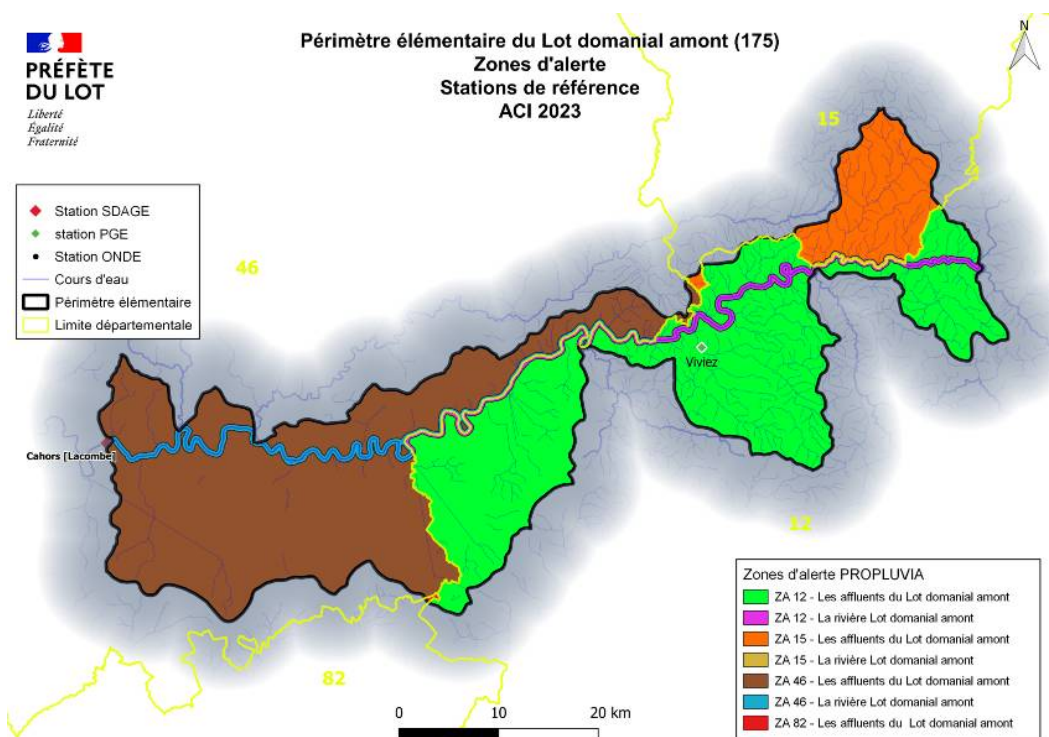 Périmètre élémentaire du Lot domanial amont (175)
Zones d'alerte
Stations de référence
ACI 2023
N
PRÉFÈTE
DU LOT
Liberté
Égalité
Fraternité
15
Station SDAGE
station PGE
Station ONDE
Cours d'eau
Périmètre élémentaire
Limite départementale
46
Viviez
Cahors [Lacombe]
12
82
0 10 20 km
Zones d'alerte PROPLUVIA
ZA 12 - Les affluents du Lot domanial amont
ZA 12 - La rivière Lot domanial amont
ZA 15 - Les affluents du Lot domanial amont
ZA 15 - La rivière Lot domanial amont
ZA 46 - Les affluents du Lot domanial amont
ZA 46 - La rivière Lot domanial amont
ZA 82 - Les affluents du Lot domanial amont